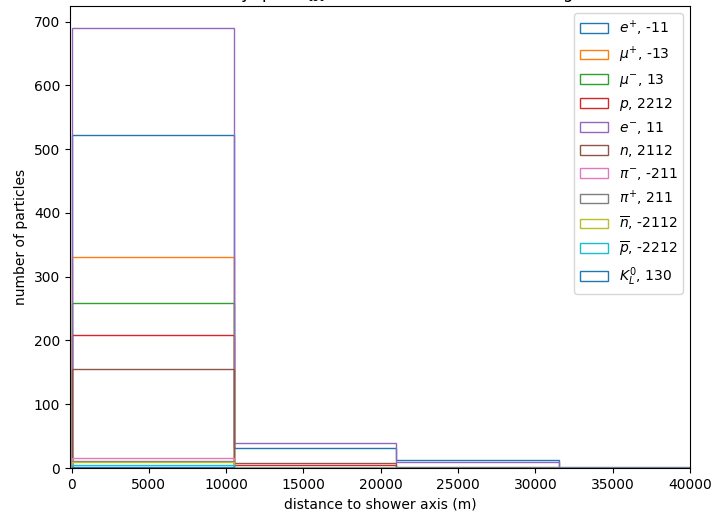 700
600
500
400
300
200
100
0
number of particles
0 5000 10000 15000 20000 25000 30000 35000 40000
distance to shower axis (m)
e⁺, -11
μ⁺, -13
μ⁻, 13
p, 2212
e⁻, 11
n, 2112
π⁻, -211
π⁺, 211
n̅, -2112
p̅, -2212
K⁰_L, 130